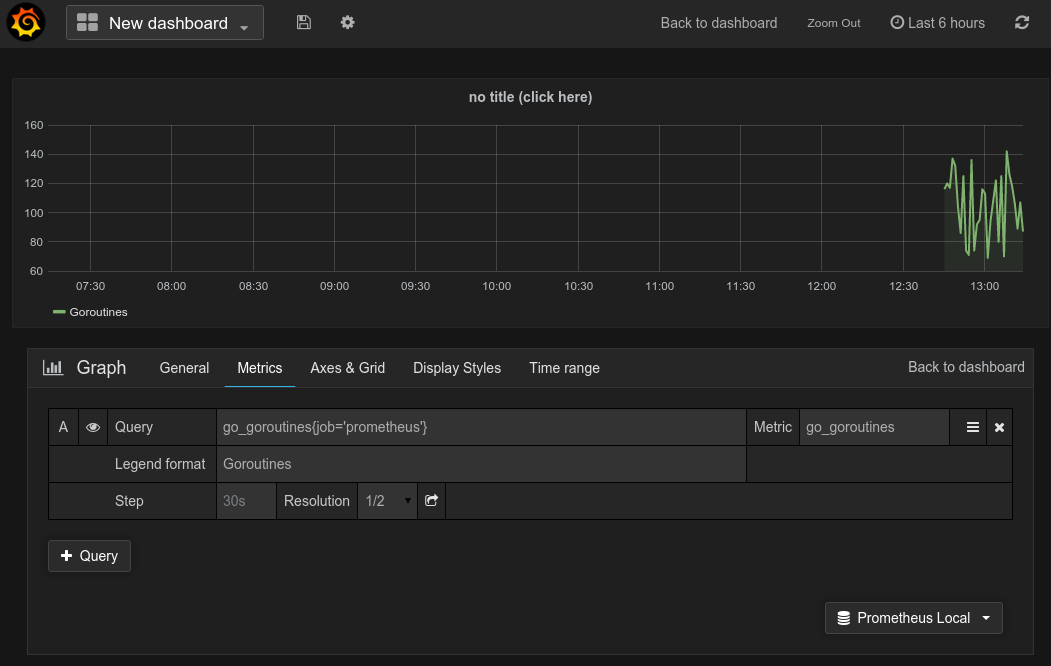 New dashboard Back to dashboard Zoom Out Last 6 hours
no title (click here)
160
140
120
100
80
60
07:30 08:00 08:30 09:00 09:30 10:00 10:30 11:00 11:30 12:00 12:30 13:00
Goroutines
Graph General Metrics Axes & Grid Display Styles Time range Back to dashboard
A Query go_goroutines{job='prometheus'} Metric go_goroutines
Legend format Goroutines
Step 30s Resolution 1/2
Query
Prometheus Local